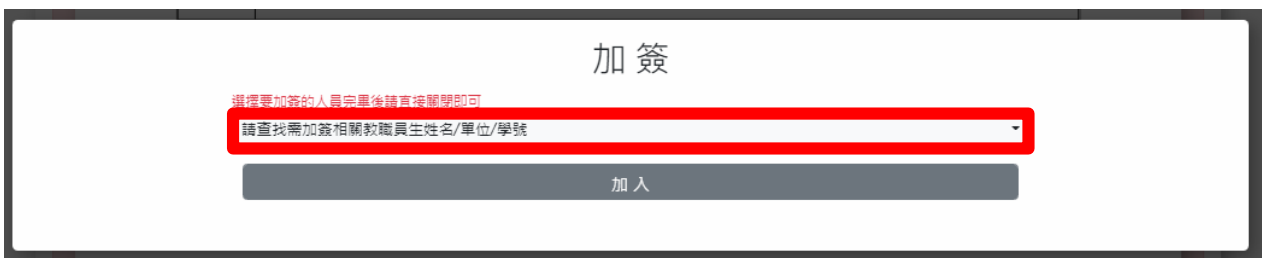 加簽
選擇要加簽的人員完畢後請直接關閉即可
請查找需加簽相關教職員生姓名/單位/學號
加入